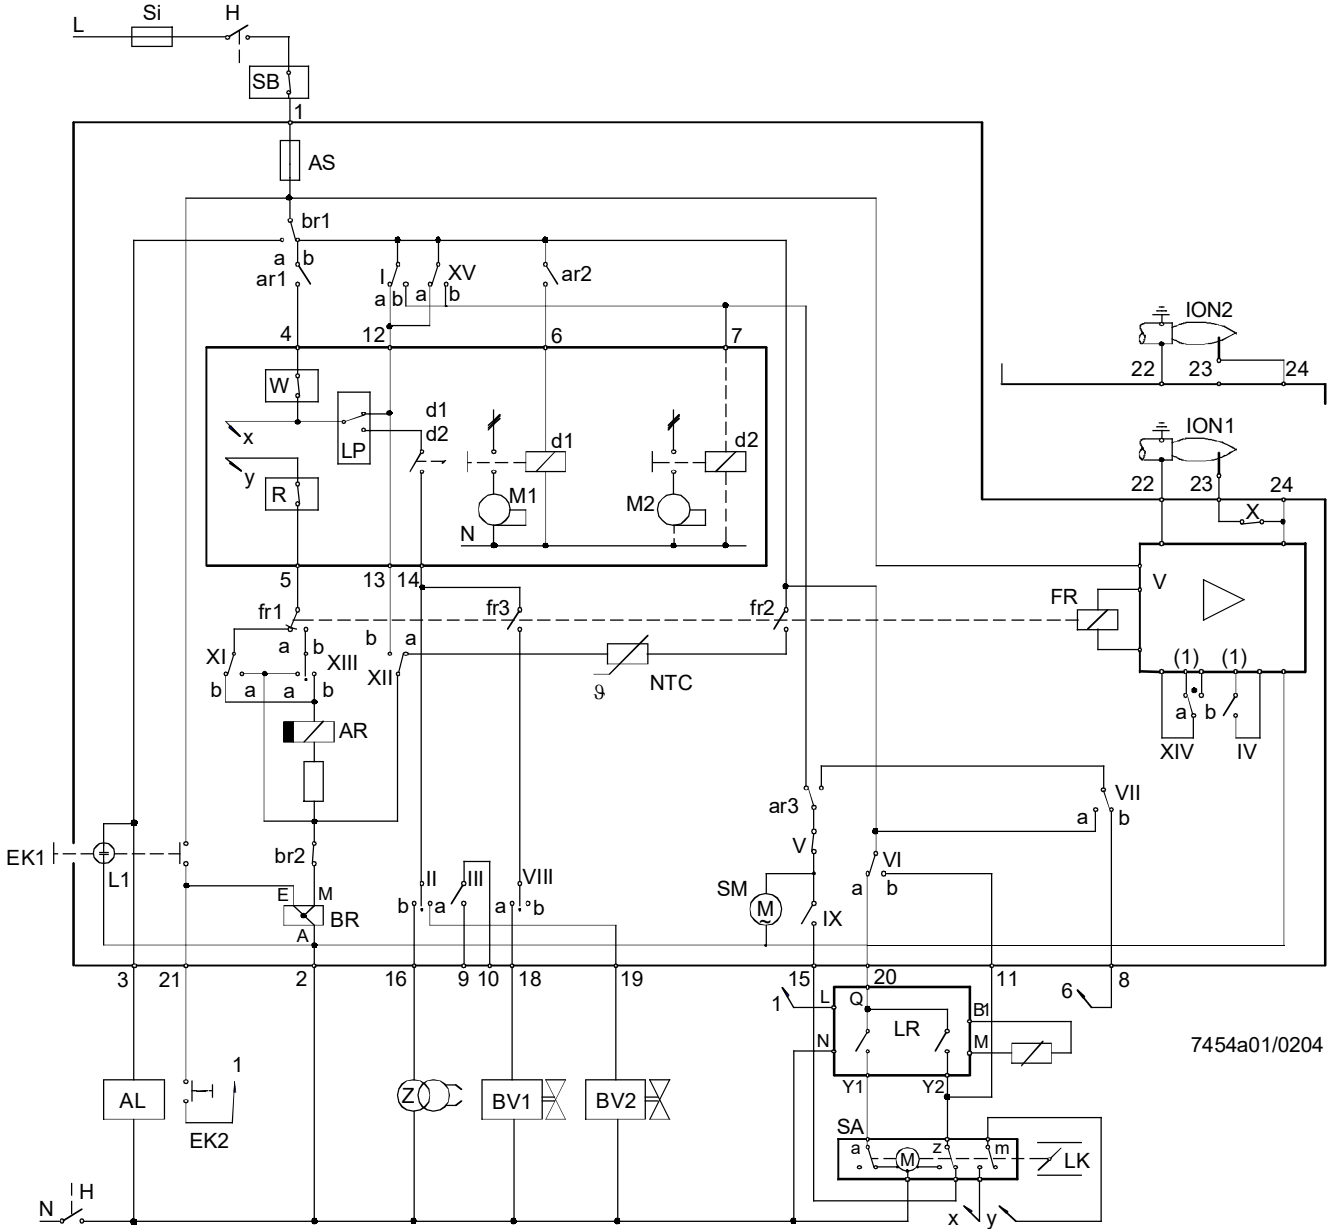 L Si H
SB
1
AS
br1
a b
ar1 I XV ar2
a b a b
ION2
4 12 6 7
22 23 24
W
x LP d1
d2
ION1
y d1 d2
R M1 M2
22 23 24
N X
5 13 14
V
fr1 fr3 fr2 FR
a b b a
XI XIII XII (1) (1)
b a a b ϑ NTC
a b
AR XIV IV
ar3 VII
a b
EK1 L1 br2 V VI
a b
E M II III VIII SM M ~
BR b a a b IX
A
3 21 2 16 9 10 18 19 15 20 11 8
1 L Q B1 6
LR
N M
7454a01/0204
1 Y1 Y2
AL Z BV1 BV2
EK2 SA
a M z m LK
H
N x y